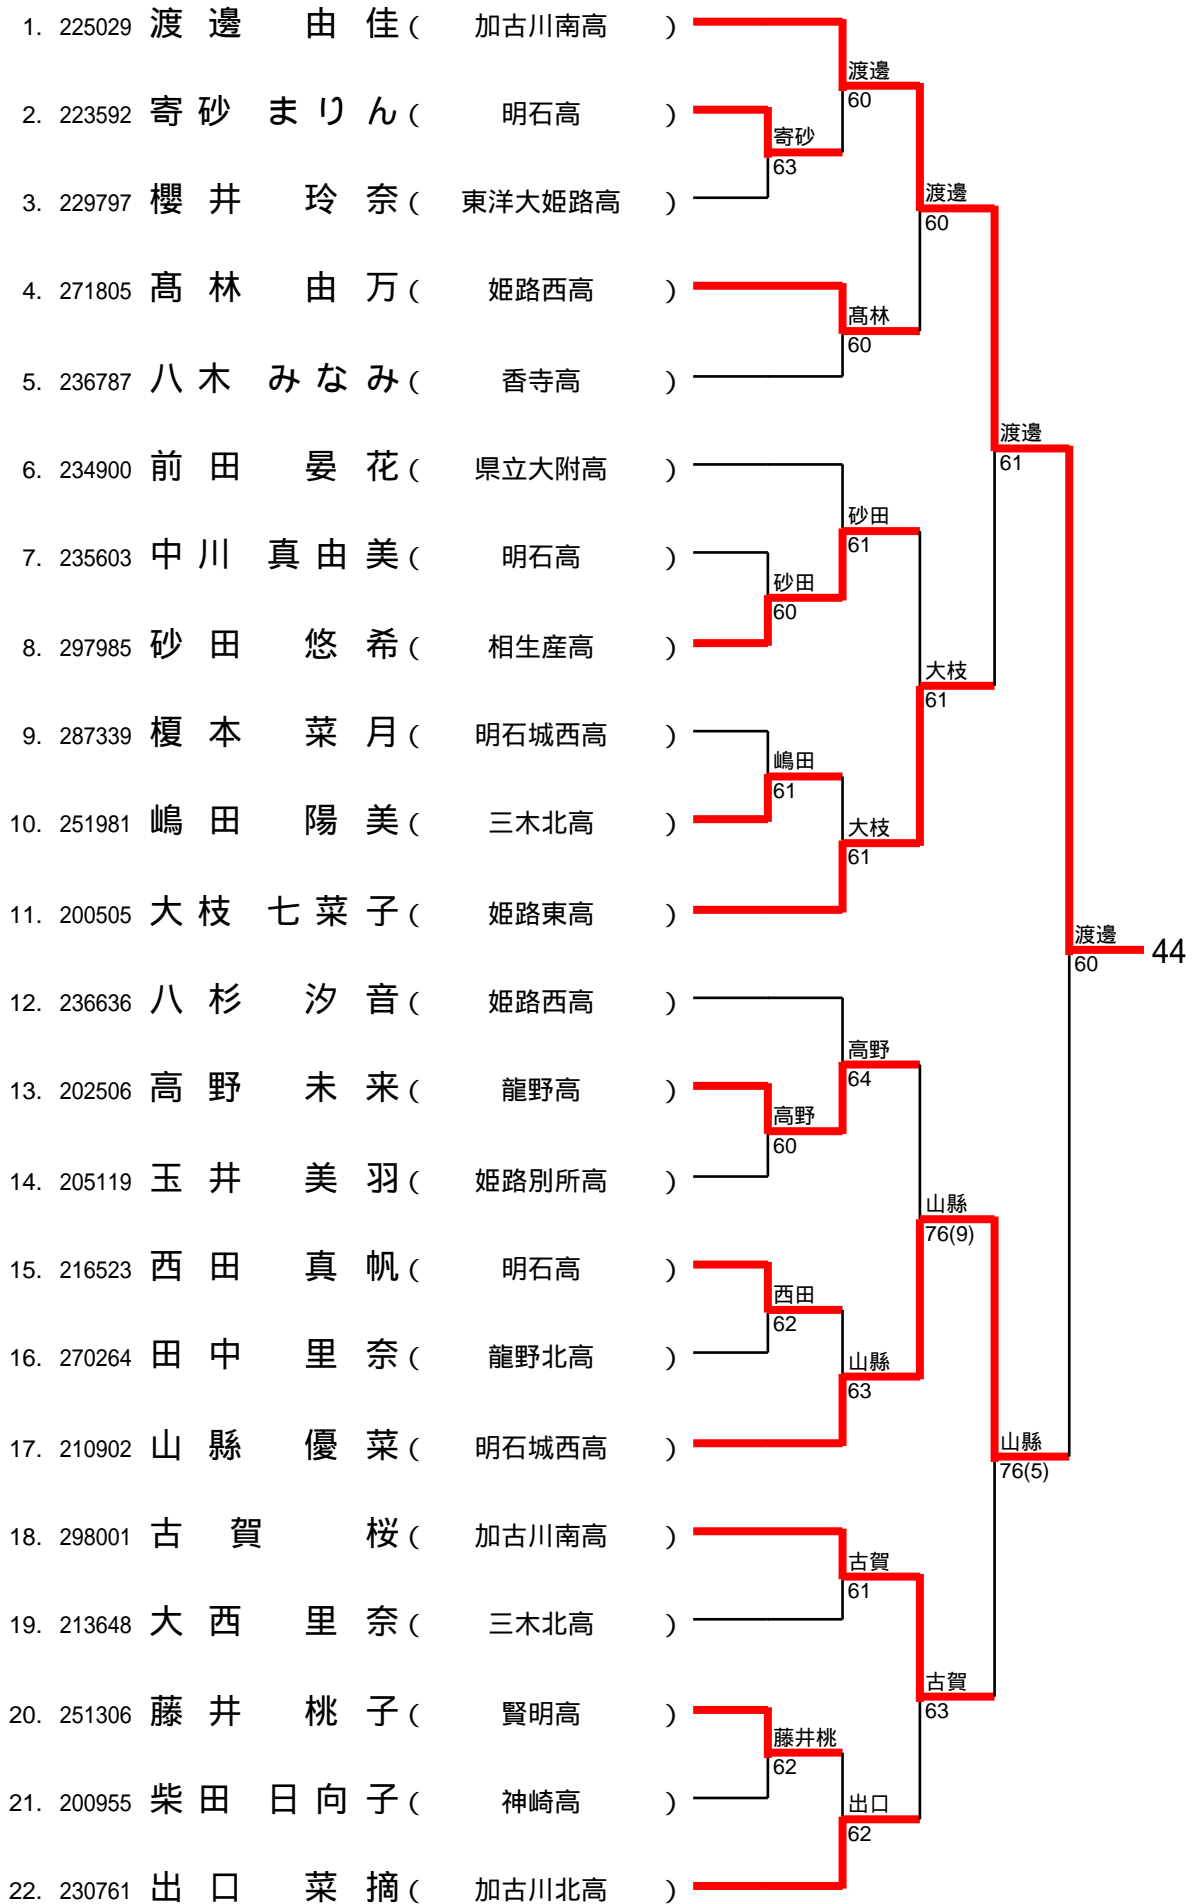 1. 225029 渡邊 由佳 ( 加古川南高 )
渡邊
60
2. 223592 寄砂 まりん ( 明石高 )
寄砂
63
3. 229797 櫻井 玲奈 ( 東洋大姫路高 )
渡邊
60
4. 271805 髙林 由万 ( 姫路西高 )
髙林
60
5. 236787 八木 みなみ ( 香寺高 )
渡邊
61
6. 234900 前田 晏花 ( 県立大附高 )
砂田
61
7. 235603 中川 真由美 ( 明石高 )
砂田
60
8. 297985 砂田 悠希 ( 相生産高 )
大枝
61
9. 287339 榎本 菜月 ( 明石城西高 )
嶋田
61
10. 251981 嶋田 陽美 ( 三木北高 )
大枝
61
11. 200505 大枝 七菜子 ( 姫路東高 )
渡邊
60
44
12. 236636 八杉 汐音 ( 姫路西高 )
高野
64
13. 202506 高野 未来 ( 龍野高 )
高野
60
14. 205119 玉井 美羽 ( 姫路別所高 )
山縣
76(9)
15. 216523 西田 真帆 ( 明石高 )
西田
62
16. 270264 田中 里奈 ( 龍野北高 )
山縣
63
17. 210902 山縣 優菜 ( 明石城西高 )
山縣
76(5)
18. 298001 古賀 桜 ( 加古川南高 )
古賀
61
19. 213648 大西 里奈 ( 三木北高 )
古賀
63
20. 251306 藤井 桃子 ( 賢明高 )
藤井桃
62
21. 200955 柴田 日向子 ( 神崎高 )
出口
62
22. 230761 出口 菜摘 ( 加古川北高 )